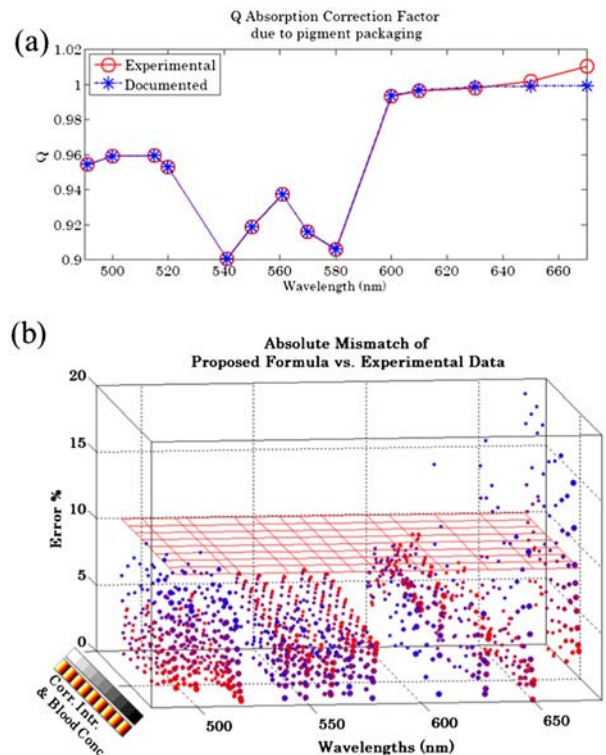 (a)
Q Absorption Correction Factor
due to pigment packaging
1.02
1
0.98
0.96
0.94
0.92
0.9
Q
Experimental
Documented
500 520 540 560 580 600 620 640 660
Wavelength (nm)
(b)
Absolute Mismatch of
Proposed Formula vs. Experimental Data
20
15
10
5
0
Error %
Corr. Intr.
& Blood Conc.
500 550 600 650
Wavelengths (nm)